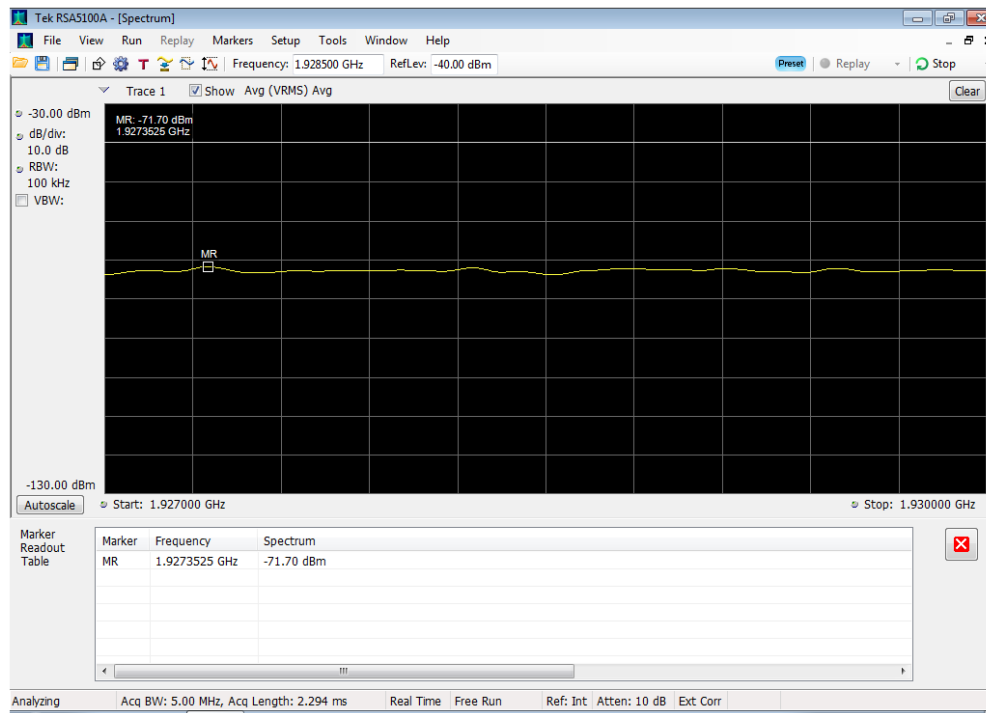 Tek RSA5100A - [Spectrum]
File View Run Replay Markers Setup Tools Window Help
T Frequency: 1.928500 GHz RefLev: -40.00 dBm Preset Replay Stop
Trace 1 Show Avg (VRMS) Avg Clear
-30.00 dBm
dB/div:
10.0 dB
RBW:
100 kHz
VBW:
MR: -71.70 dBm
1.9273525 GHz
MR
-130.00 dBm
Autoscale Start: 1.927000 GHz Stop: 1.930000 GHz
Marker
Readout
Table
Marker Frequency Spectrum
MR 1.9273525 GHz -71.70 dBm
Analyzing Acq BW: 5.00 MHz, Acq Length: 2.294 ms Real Time Free Run Ref: Int Atten: 10 dB Ext Corr